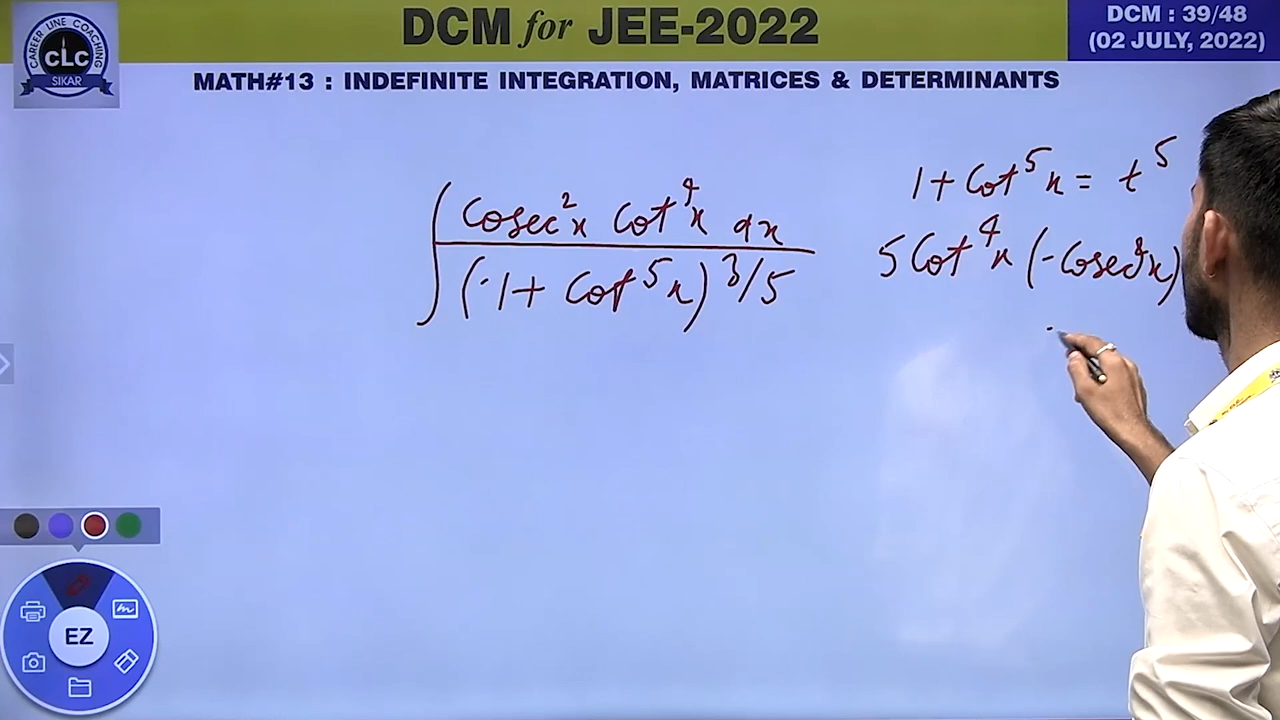 DCM for JEE-2022
DCM : 39/48
(02 JULY, 2022)
CAREER LINE COACHING
CLC
SIKAR
MATH#13 : INDEFINITE INTEGRATION, MATRICES & DETERMINANTS
∫ cosec²x cot⁴x dx / (1 + cot⁵x)^3/5
1 + cot⁵x = t⁵
5 cot⁴x (-cosec²x)
EZ